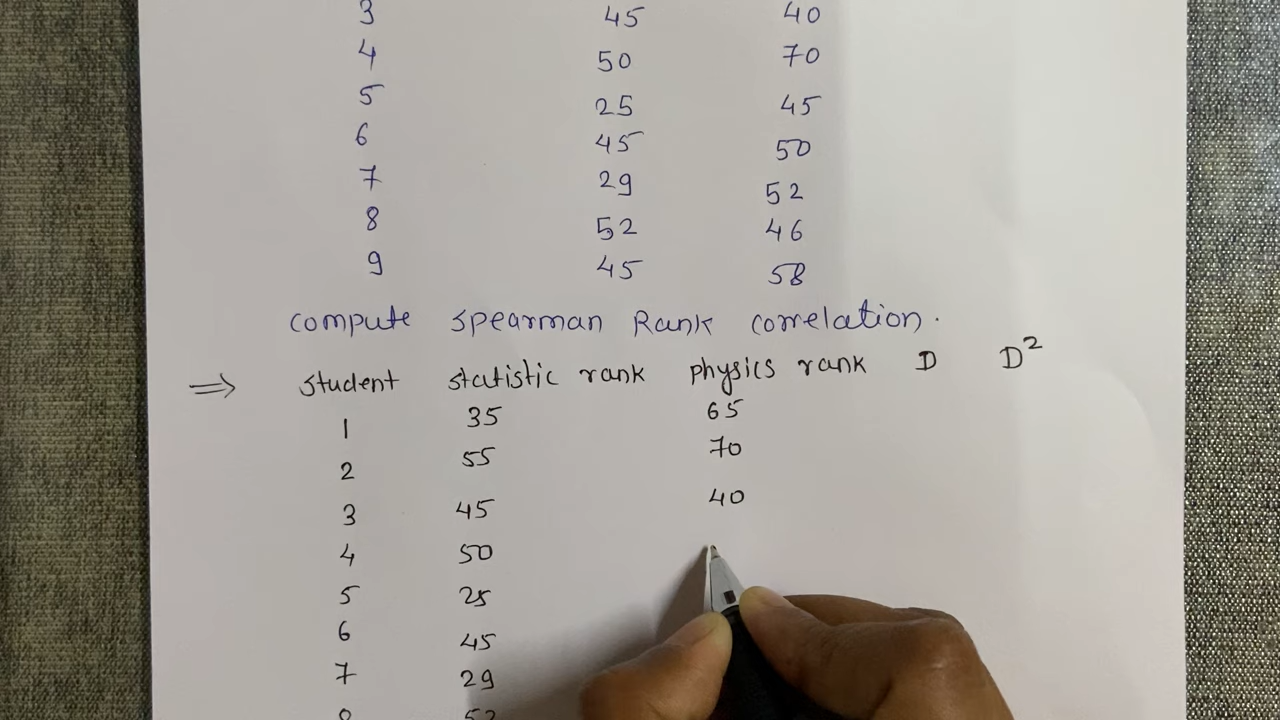 3 45 40
4 50 70
5 25 45
6 45 50
7 29 52
8 52 46
9 45 58
compute spearman Rank correlation.
⇒ student statistic rank physics rank D D²
1 35 65
2 55 70
3 45 40
4 50
5 25
6 45
7 29
8 52